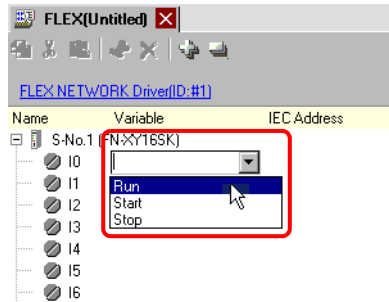 FLEX(Untitled)
FLEX NETWORK Driver(ID:#1)
Name Variable IEC Address
S-No.1 (FN-XY16SK)
I0
Run
I1
Start
I2
Stop
I3
I4
I5
I6